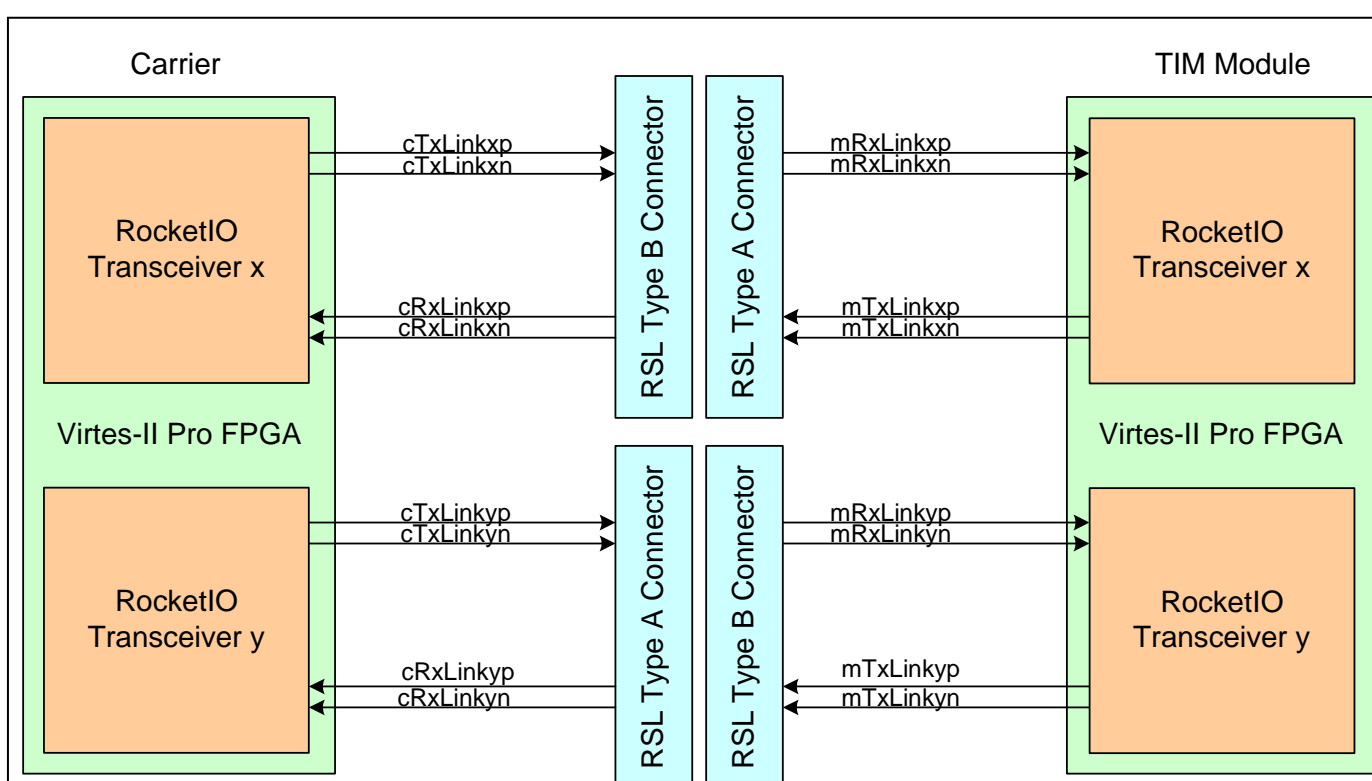 Carrier
TIM Module
RocketIO
Transceiver x
cTxLinkxp
cTxLinkxn
cRxLinkxp
cRxLinkxn
RSL Type B Connector
RSL Type A Connector
mRxLinkxp
mRxLinkxn
mTxLinkxp
mTxLinkxn
RocketIO
Transceiver x
Virtes-II Pro FPGA
Virtes-II Pro FPGA
RocketIO
Transceiver y
cTxLinkyp
cTxLinkyn
cRxLinkyp
cRxLinkyn
RSL Type A Connector
RSL Type B Connector
mRxLinkyp
mRxLinkyn
mTxLinkyp
mTxLinkyn
RocketIO
Transceiver y